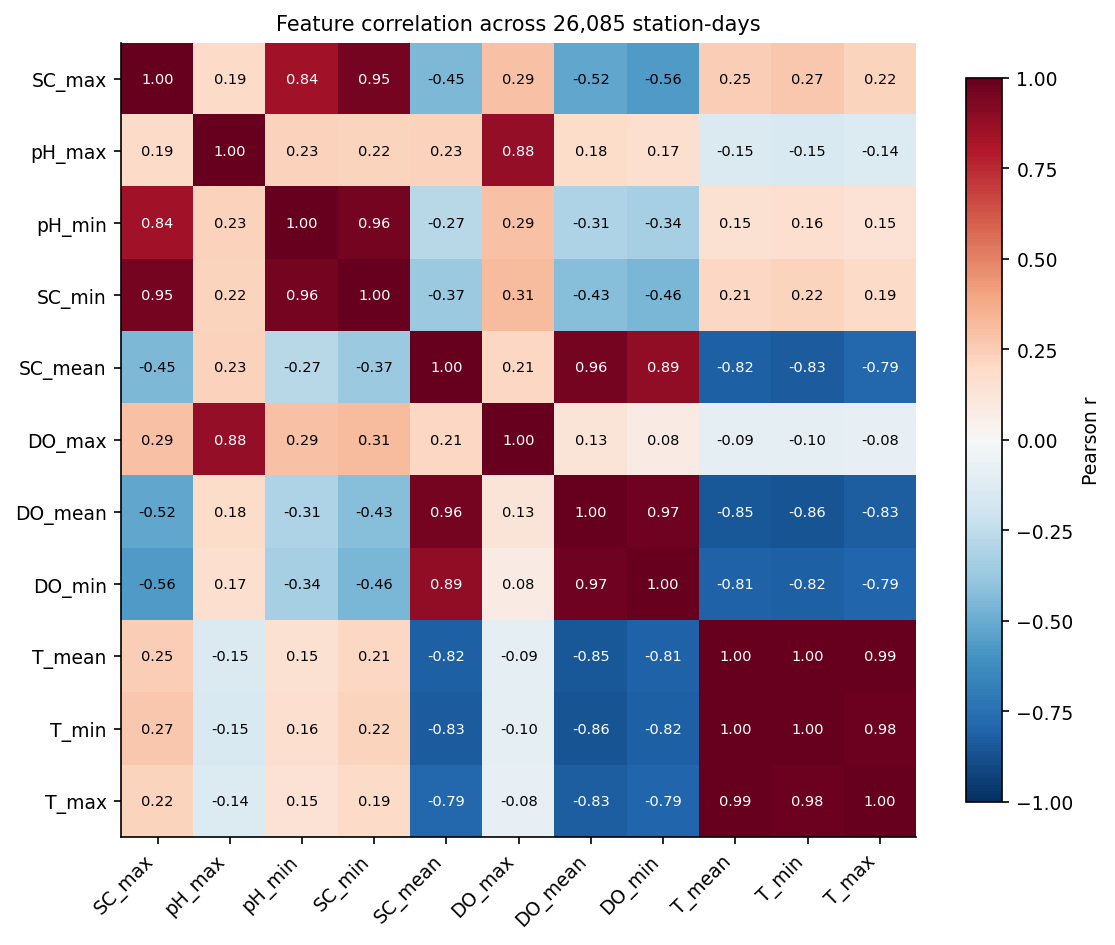 Feature correlation across 26,085 station-days
SC_max 1.00 0.19 0.84 0.95 -0.45 0.29 -0.52 -0.56 0.25 0.27 0.22
pH_max 0.19 1.00 0.23 0.22 0.23 0.88 0.18 0.17 -0.15 -0.15 -0.14
pH_min 0.84 0.23 1.00 0.96 -0.27 0.29 -0.31 -0.34 0.15 0.16 0.15
SC_min 0.95 0.22 0.96 1.00 -0.37 0.31 -0.43 -0.46 0.21 0.22 0.19
SC_mean -0.45 0.23 -0.27 -0.37 1.00 0.21 0.96 0.89 -0.82 -0.83 -0.79
DO_max 0.29 0.88 0.29 0.31 0.21 1.00 0.13 0.08 -0.09 -0.10 -0.08
DO_mean -0.52 0.18 -0.31 -0.43 0.96 0.13 1.00 0.97 -0.85 -0.86 -0.83
DO_min -0.56 0.17 -0.34 -0.46 0.89 0.08 0.97 1.00 -0.81 -0.82 -0.79
T_mean 0.25 -0.15 0.15 0.21 -0.82 -0.09 -0.85 -0.81 1.00 1.00 0.99
T_min 0.27 -0.15 0.16 0.22 -0.83 -0.10 -0.86 -0.82 1.00 1.00 0.98
T_max 0.22 -0.14 0.15 0.19 -0.79 -0.08 -0.83 -0.79 0.99 0.98 1.00
SC_max pH_max pH_min SC_min SC_mean DO_max DO_mean DO_min T_mean T_min T_max
1.00
0.75
0.50
0.25
0.00
−0.25
−0.50
−0.75
−1.00
Pearson r